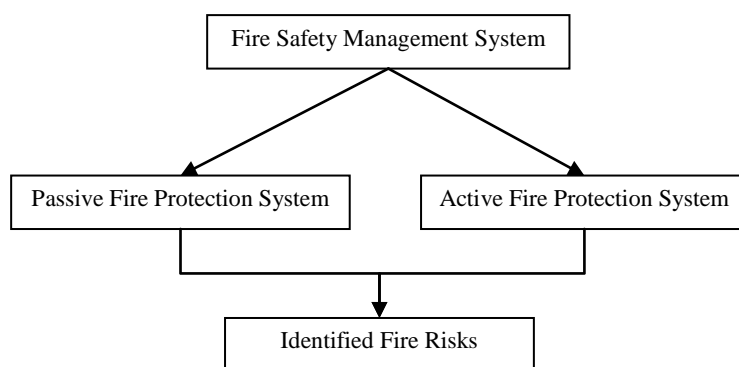 Fire Safety Management System
Passive Fire Protection System
Active Fire Protection System
Identified Fire Risks